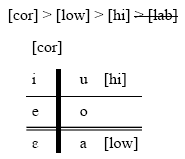 [cor] > [low] > [hi] > [lab]
[cor]
i u [hi]
e o
ɛ a [low]